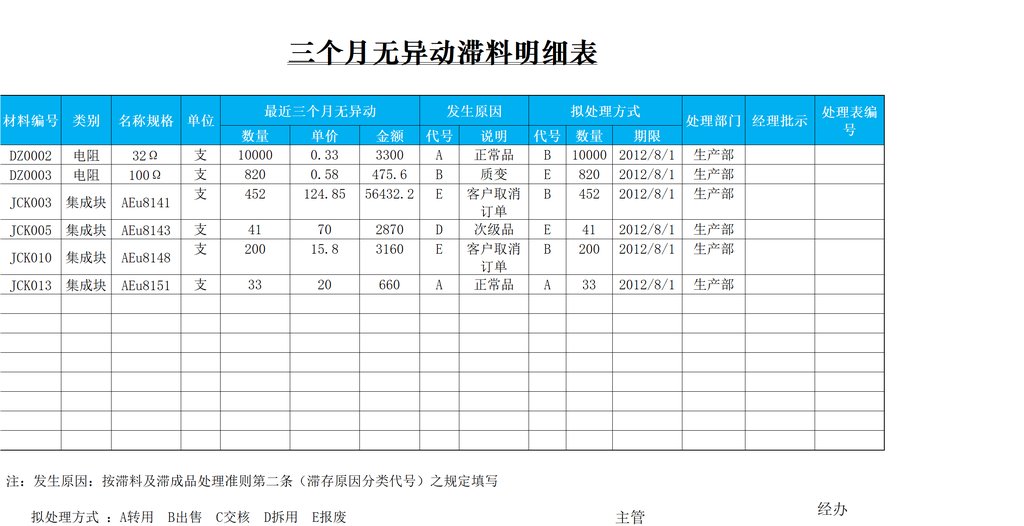 三个月无异动滞料明细表
材料编号 类别 名称规格 单位 最近三个月无异动 发生原因 拟处理方式 处理部门 经理批示 处理表编号
数量 单价 金额 代号 说明 代号 数量 期限
DZ0002 电阻 32Ω 支 10000 0.33 3300 A 正常品 B 10000 2012/8/1 生产部
DZ0003 电阻 100Ω 支 820 0.58 475.6 B 质变 E 820 2012/8/1 生产部
JCK003 集成块 AEu8141 支 452 124.85 56432.2 E 客户取消订单 B 452 2012/8/1 生产部
JCK005 集成块 AEu8143 支 41 70 2870 D 次级品 E 41 2012/8/1 生产部
JCK010 集成块 AEu8148 支 200 15.8 3160 E 客户取消订单 B 200 2012/8/1 生产部
JCK013 集成块 AEu8151 支 33 20 660 A 正常品 A 33 2012/8/1 生产部
注：发生原因：按滞料及滞成品处理准则第二条（滞存原因分类代号）之规定填写
拟处理方式 ：A转用 B出售 C交核 D拆用 E报废 主管 经办